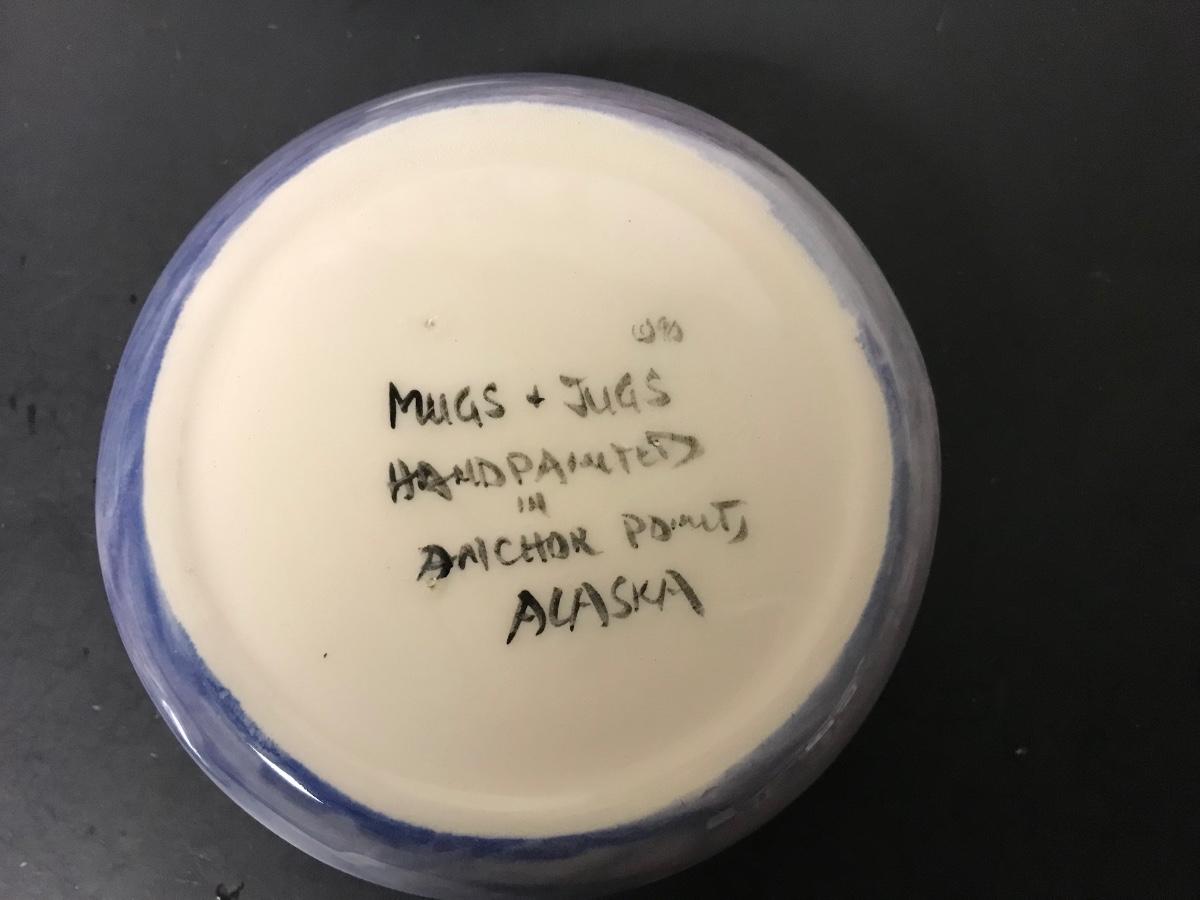 MUGS + JUGS
HANDPAINTED
IN
ANCHOR POINT,
ALASKA